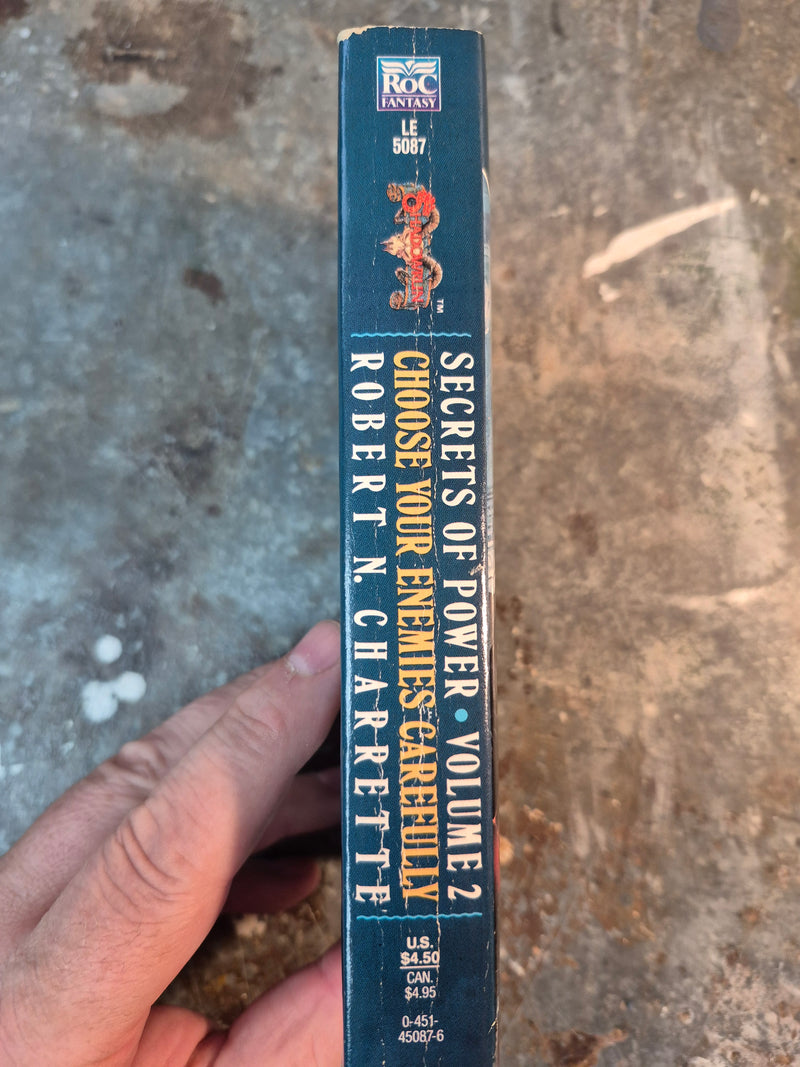 RoC
FANTASY
LE
5087
SHADOWRUN
TM
SECRETS OF POWER • VOLUME 2
CHOOSE YOUR ENEMIES CAREFULLY
ROBERT N. CHARRETTE
U.S.
$4.50
CAN.
$4.95
0-451-
45087-6